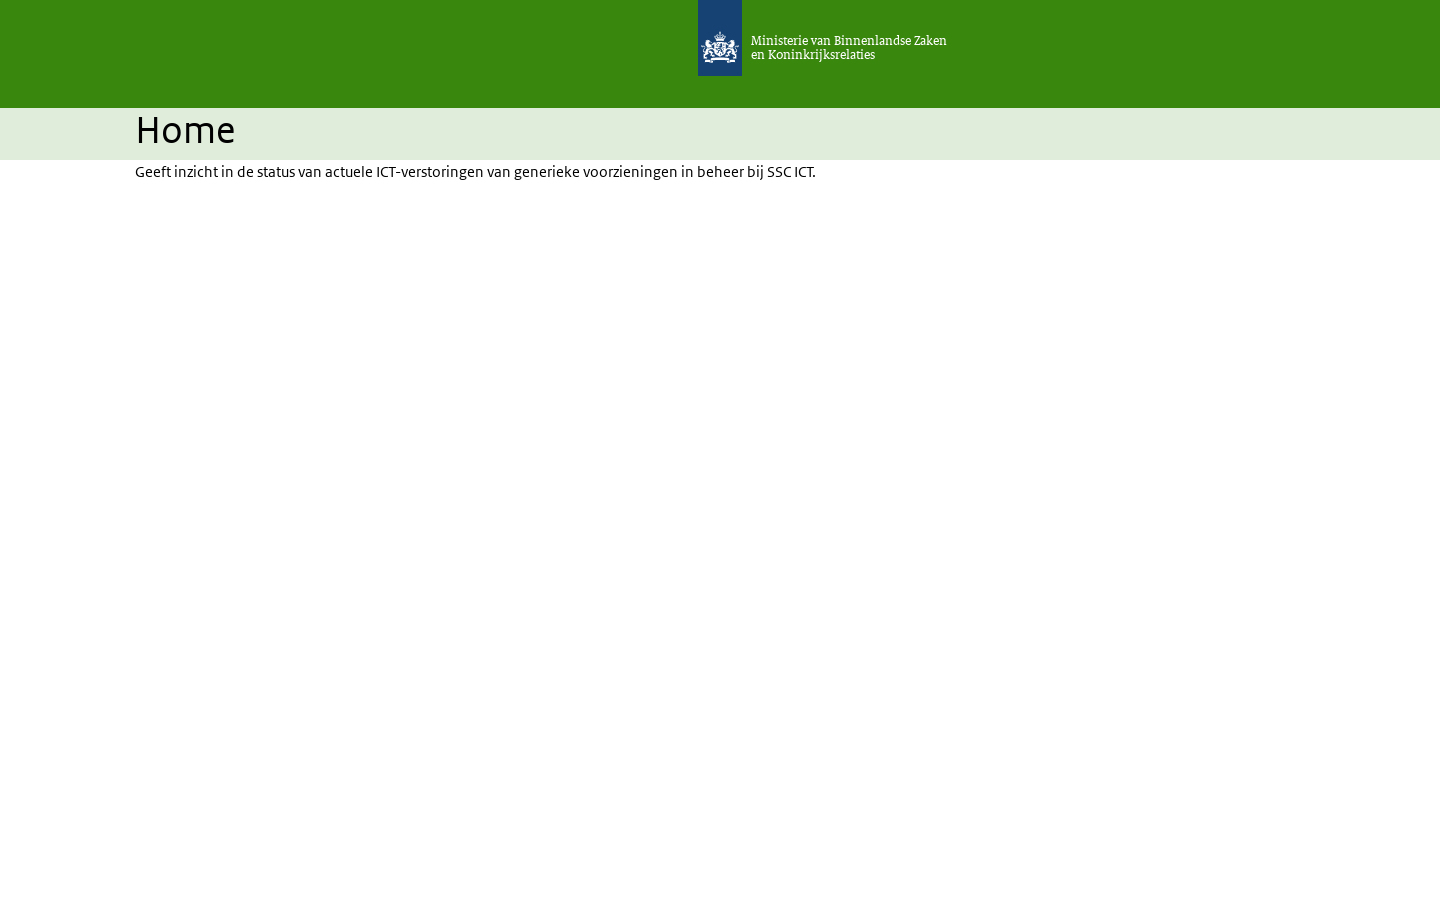 Ministerie van Binnenlandse Zaken
en Koninkrijksrelaties
Home
Geeft inzicht in de status van actuele ICT-verstoringen van generieke voorzieningen in beheer bij SSC ICT.